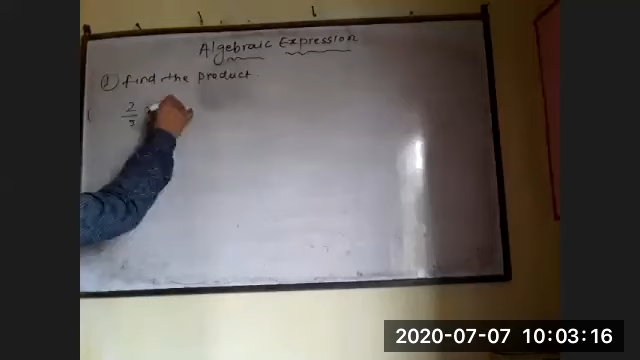 Algebraic Expression
① find the product.
2/3
2020-07-07 10:03:16